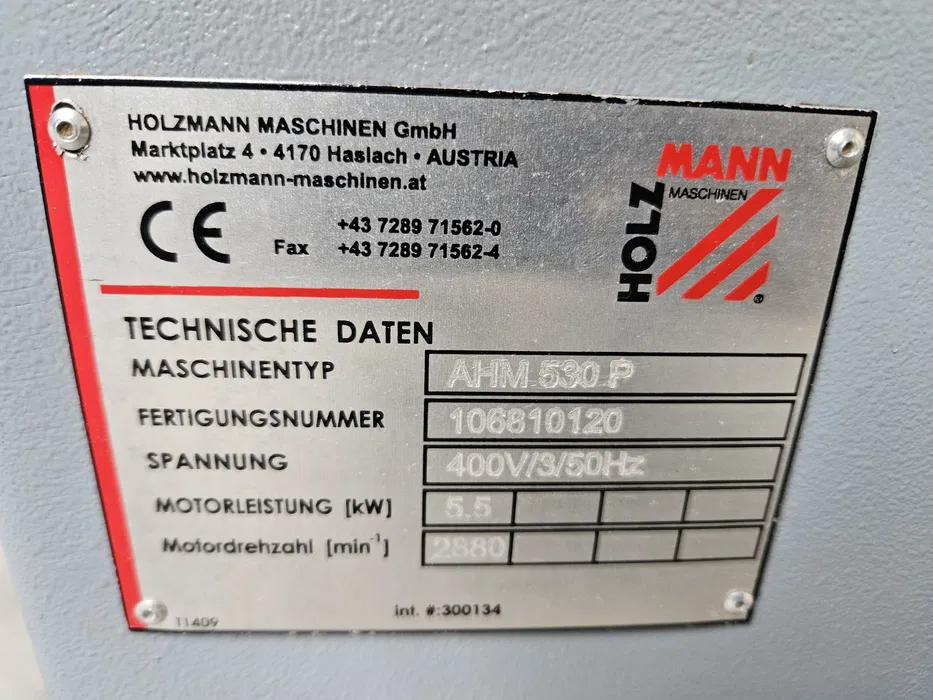 HOLZMANN MASCHINEN GmbH
Marktplatz 4 • 4170 Haslach • AUSTRIA
www.holzmann-maschinen.at
CE
+43 7289 71562-0
Fax +43 7289 71562-4
HOLZ
MANN
MASCHINEN
®
TECHNISCHE DATEN
MASCHINENTYP AHM 530 P
FERTIGUNGSNUMMER 106810120
SPANNUNG 400V/3/50Hz
MOTORLEISTUNG [kW] 5.5
Motordrehzahl [min⁻¹] 2880
int. #:300134
11409